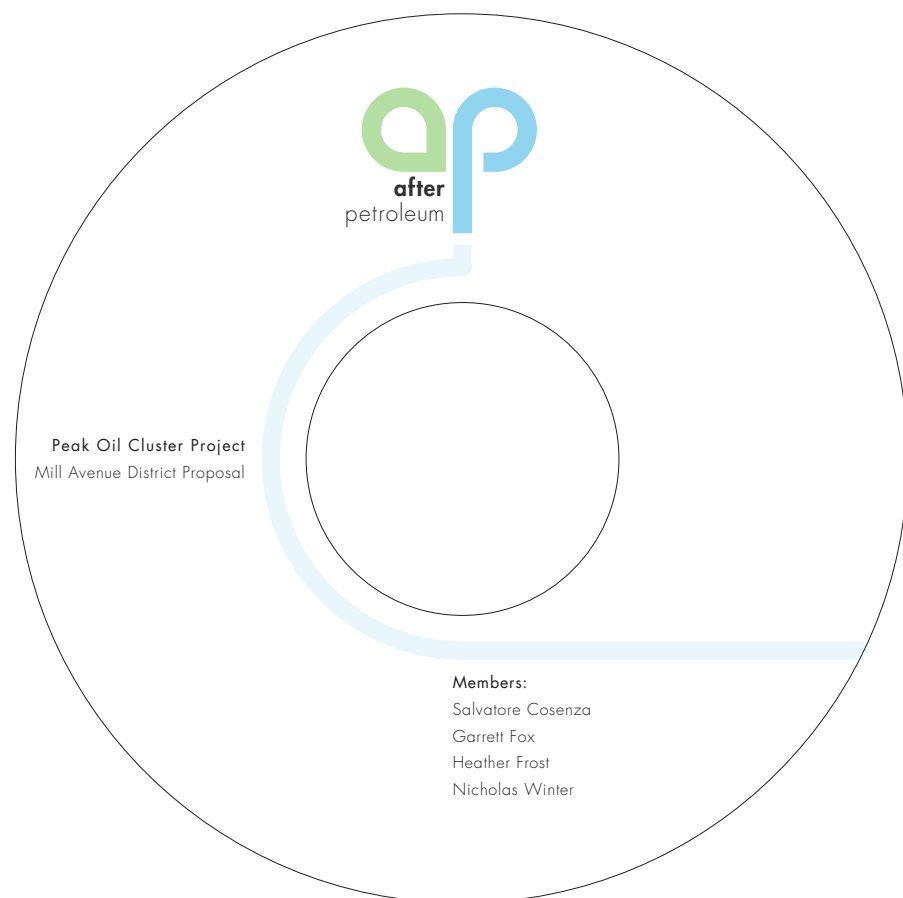 ap
after
petroleum
Peak Oil Cluster Project
Mill Avenue District Proposal
Members:
Salvatore Cosenza
Garrett Fox
Heather Frost
Nicholas Winter